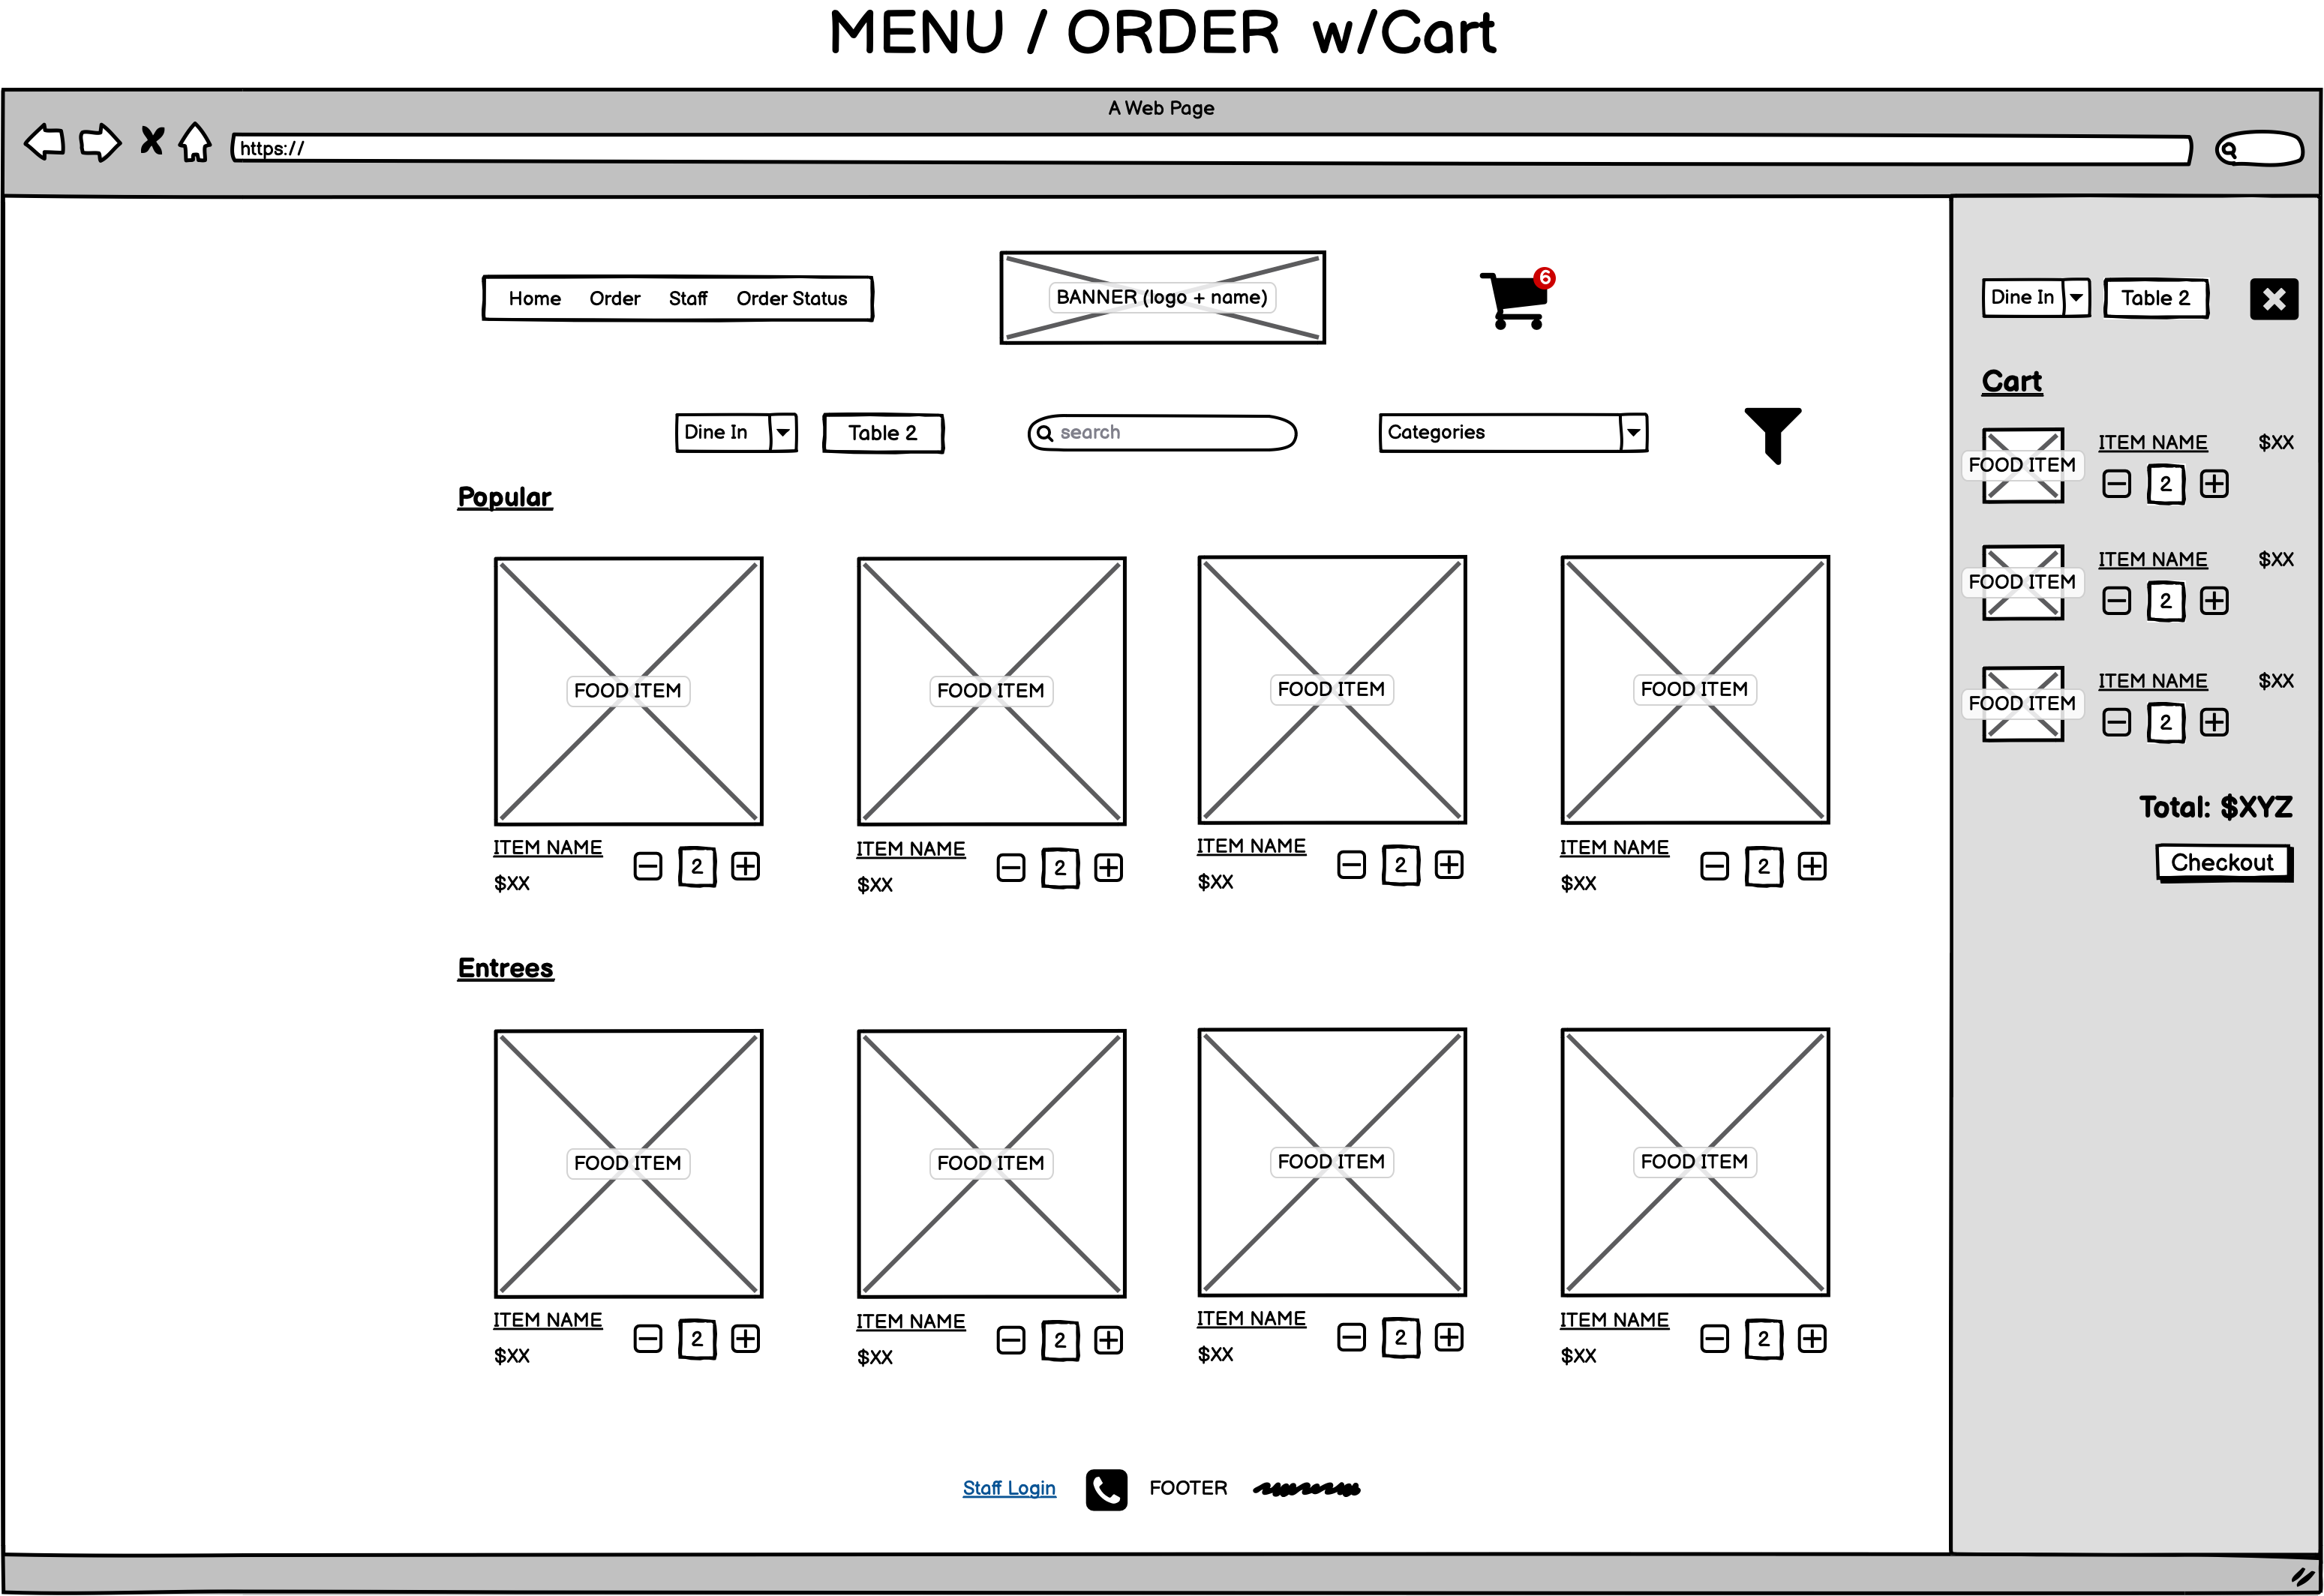 MENU / ORDER w/Cart
A Web Page
https://
Home Order Staff Order Status
BANNER (logo + name)
6
Dine In Table 2
search
Categories
Popular
FOOD ITEM FOOD ITEM FOOD ITEM FOOD ITEM
ITEM NAME 2 ITEM NAME 2 ITEM NAME 2 ITEM NAME 2
$XX $XX $XX $XX
Entrees
FOOD ITEM FOOD ITEM FOOD ITEM FOOD ITEM
ITEM NAME 2 ITEM NAME 2 ITEM NAME 2 ITEM NAME 2
$XX $XX $XX $XX
Staff Login FOOTER
Dine In Table 2
Cart
ITEM NAME $XX
FOOD ITEM 2
ITEM NAME $XX
FOOD ITEM 2
ITEM NAME $XX
FOOD ITEM 2
Total: $XYZ
Checkout